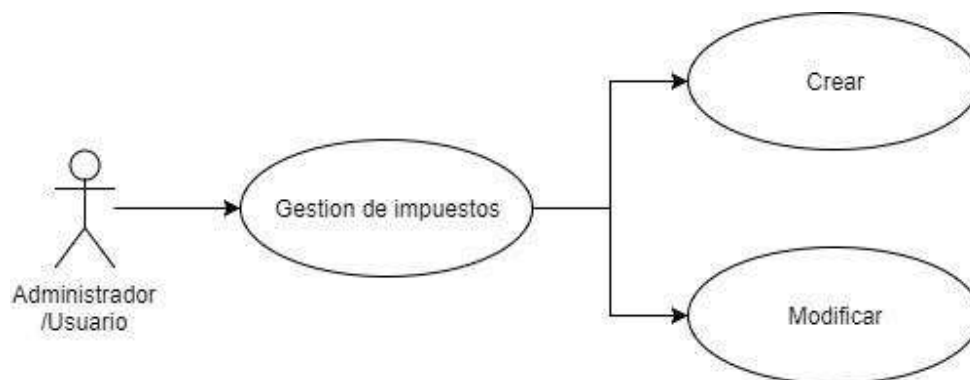 Crear
Gestion de impuestos
Administrador
/Usuario
Modificar